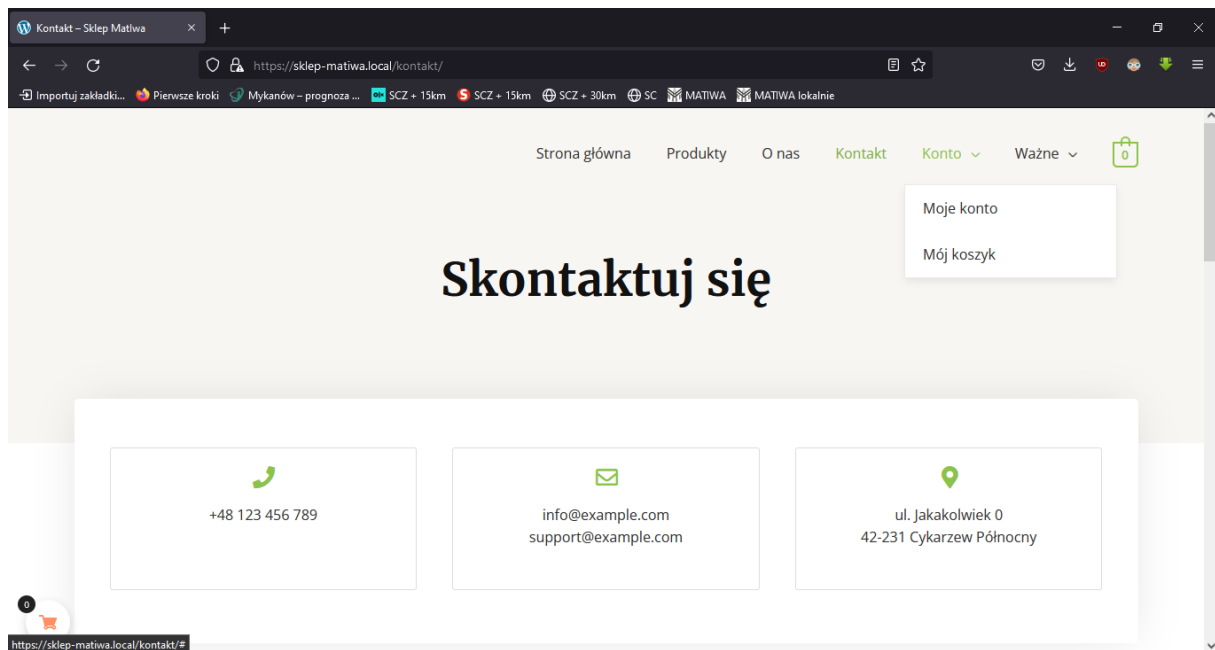 Kontakt – Sklep Matiwa
https://sklep-matiwa.local/kontakt/
Importuj zakładki... Pierwsze kroki Mykanów – prognoza ... SCZ + 15km SCZ + 15km SCZ + 30km SC MATIWA MATIWA lokalnie
Strona główna Produkty O nas Kontakt Konto Ważne 0
Moje konto
Mój koszyk
Skontaktuj się
+48 123 456 789
info@example.com
support@example.com
ul. Jakakolwiek 0
42-231 Cykarzew Północny
0
https://sklep-matiwa.local/kontakt/#